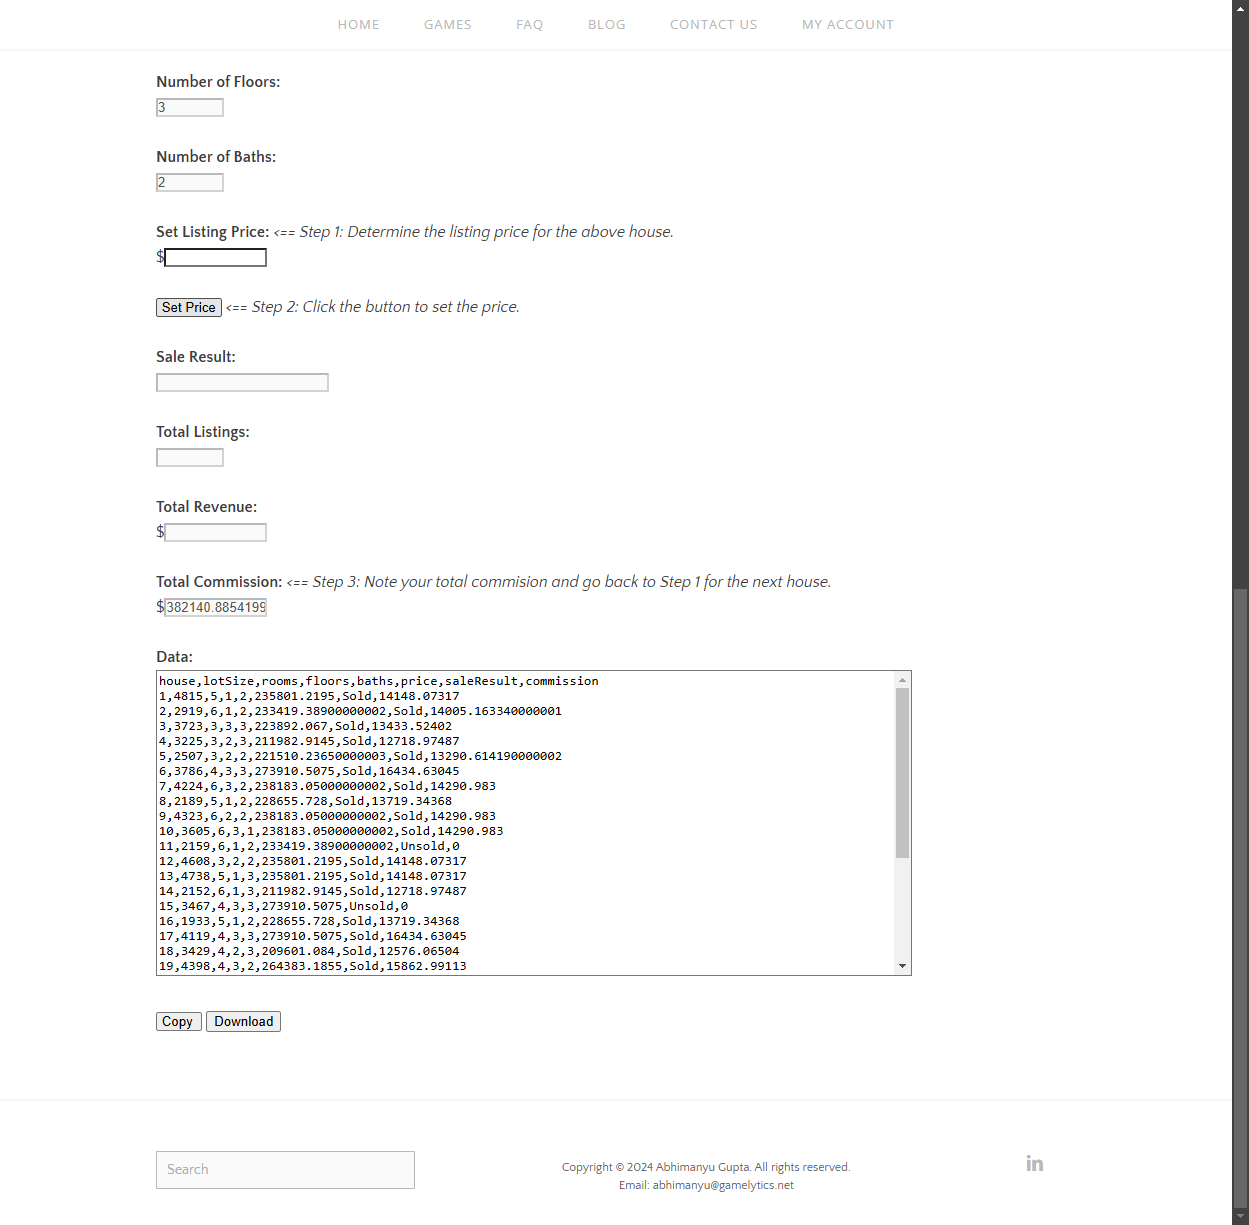 HOME GAMES FAQ BLOG CONTACT US MY ACCOUNT
Number of Floors:
3
Number of Baths:
2
Set Listing Price: <== Step 1: Determine the listing price for the above house.
$
Set Price <== Step 2: Click the button to set the price.
Sale Result:
Total Listings:
Total Revenue:
$
Total Commission: <== Step 3: Note your total commision and go back to Step 1 for the next house.
$382140.8854199
Data:
house,lotSize,rooms,floors,baths,price,saleResult,commission
1,4815,5,1,2,235801.2195,Sold,14148.07317
2,2919,6,1,2,233419.38900000002,Sold,14005.163340000001
3,3723,3,3,3,223892.067,Sold,13433.52402
4,3225,3,2,3,211982.9145,Sold,12718.97487
5,2507,3,2,2,221510.23650000003,Sold,13290.614190000002
6,3786,4,3,3,273910.5075,Sold,16434.63045
7,4224,6,3,2,238183.05000000002,Sold,14290.983
8,2189,5,1,2,228655.728,Sold,13719.34368
9,4323,6,2,2,238183.05000000002,Sold,14290.983
10,3605,6,3,1,238183.05000000002,Sold,14290.983
11,2159,6,1,2,233419.38900000002,Unsold,0
12,4608,3,2,2,235801.2195,Sold,14148.07317
13,4738,5,1,3,235801.2195,Sold,14148.07317
14,2152,6,1,3,211982.9145,Sold,12718.97487
15,3467,4,3,3,273910.5075,Unsold,0
16,1933,5,1,2,228655.728,Sold,13719.34368
17,4119,4,3,3,273910.5075,Sold,16434.63045
18,3429,4,2,3,209601.084,Sold,12576.06504
19,4398,4,3,2,264383.1855,Sold,15862.99113
Copy Download
Search
Copyright © 2024 Abhimanyu Gupta. All rights reserved.
Email: abhimanyu@gamelytics.net
in